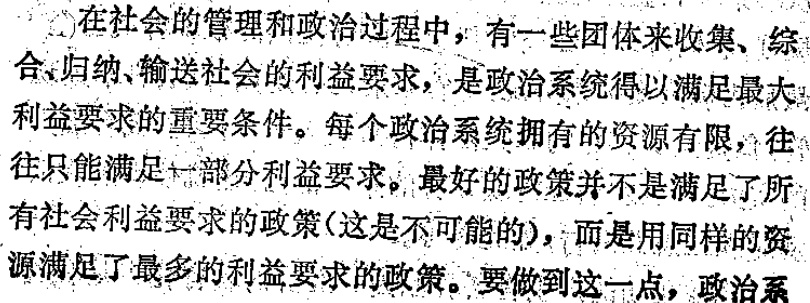 在社会的管理和政治过程中，有一些团体来收集、综
合、归纳、输送社会的利益要求，是政治系统得以满足最大
利益要求的重要条件。每个政治系统拥有的资源有限，往
往只能满足一部分利益要求。最好的政策并不是满足了所
有社会利益要求的政策(这是不可能的)，而是用同样的资
源满足了最多的利益要求的政策。要做到这一点，政治系